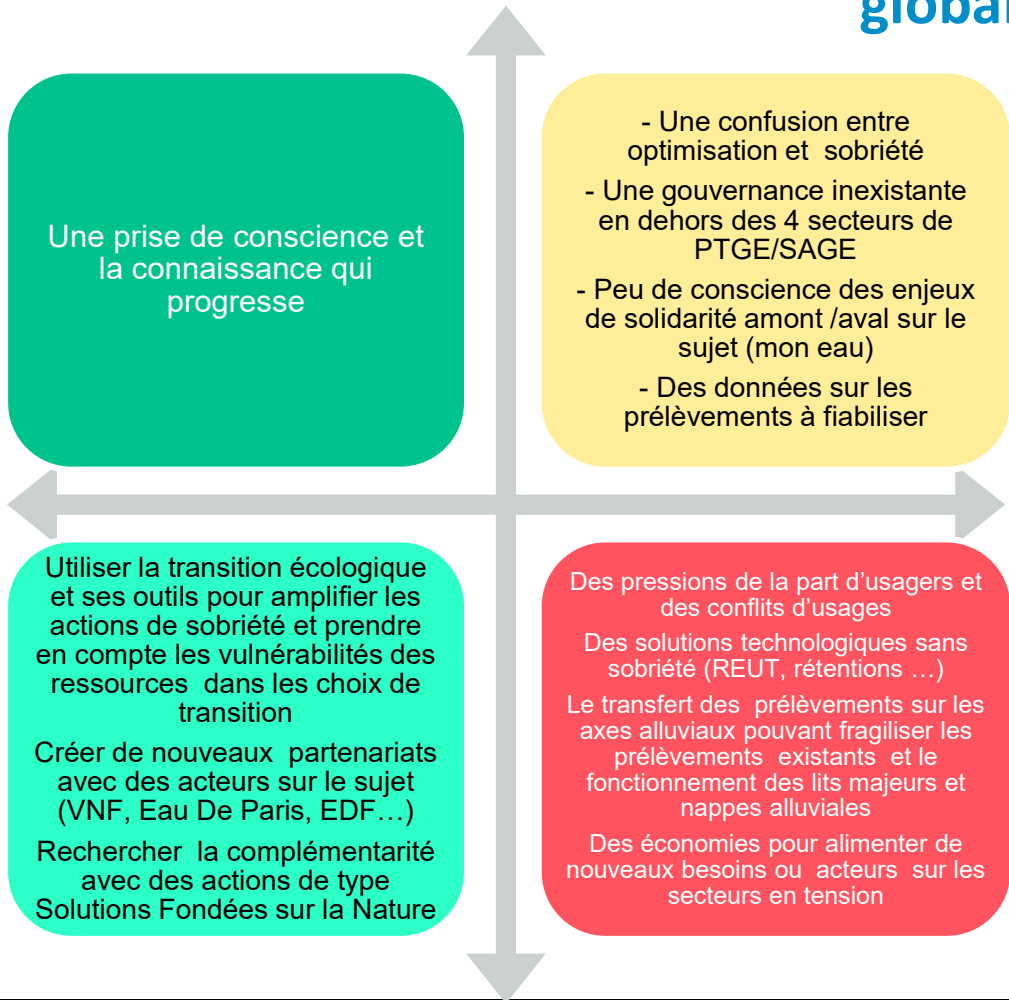 global
Une prise de conscience et
la connaissance qui
progresse
- Une confusion entre
optimisation et sobriété
- Une gouvernance inexistante
en dehors des 4 secteurs de
PTGE/SAGE
- Peu de conscience des enjeux
de solidarité amont /aval sur le
sujet (mon eau)
- Des données sur les
prélèvements à fiabiliser
Utiliser la transition écologique
et ses outils pour amplifier les
actions de sobriété et prendre
en compte les vulnérabilités des
ressources dans les choix de
transition
Créer de nouveaux partenariats
avec des acteurs sur le sujet
(VNF, Eau De Paris, EDF…)
Rechercher la complémentarité
avec des actions de type
Solutions Fondées sur la Nature
Des pressions de la part d’usagers et
des conflits d’usages
Des solutions technologiques sans
sobriété (REUT, rétentions …)
Le transfert des prélèvements sur les
axes alluviaux pouvant fragiliser les
prélèvements existants et le
fonctionnement des lits majeurs et
nappes alluviales
Des économies pour alimenter de
nouveaux besoins ou acteurs sur les
secteurs en tension